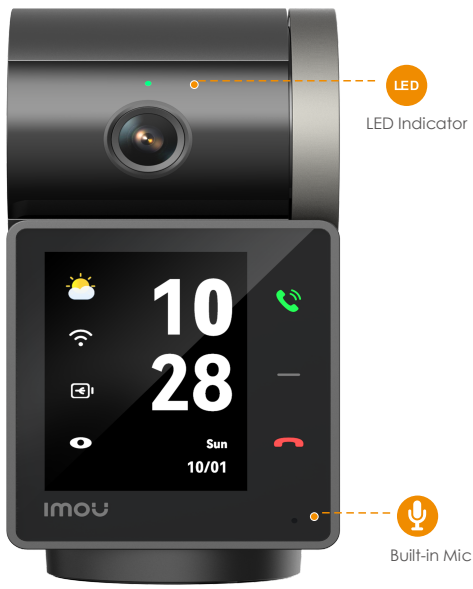 LED
LED Indicator
10
28
Sun
10/01
imou
Built-in Mic